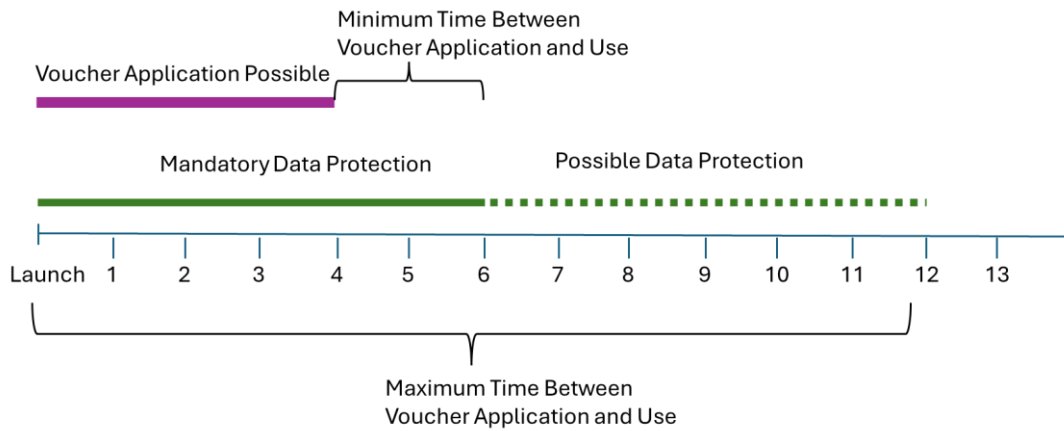 Minimum Time Between
Voucher Application and Use
Voucher Application Possible
Mandatory Data Protection
Possible Data Protection
Launch 1 2 3 4 5 6 7 8 9 10 11 12 13
Maximum Time Between
Voucher Application and Use